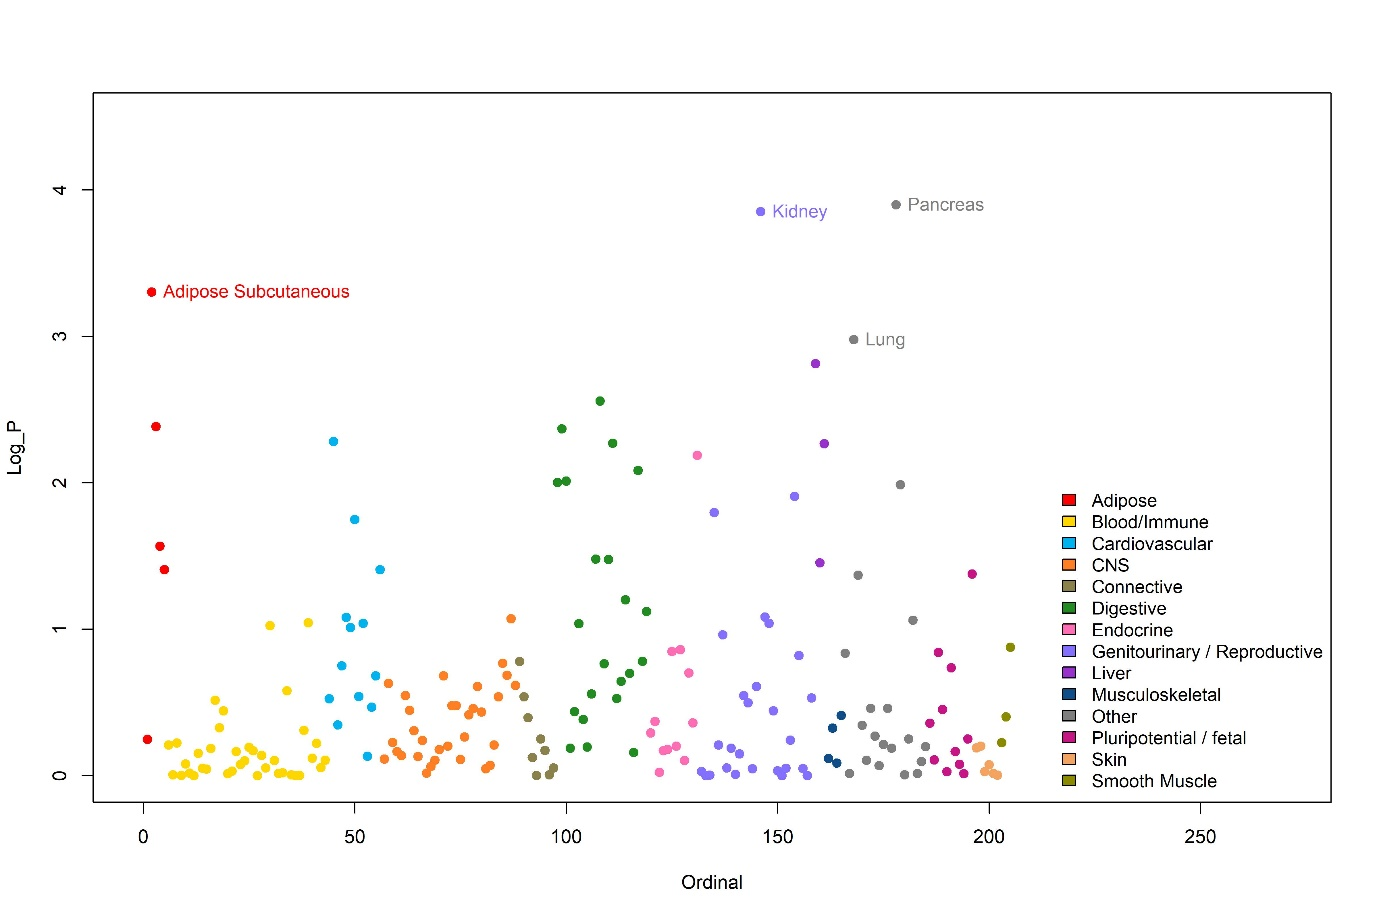 4
Pancreas
Kidney
Adipose Subcutaneous
3
Lung
Log_P
2
Adipose
Blood/Immune
Cardiovascular
CNS
Connective
Digestive
1
Endocrine
Genitourinary / Reproductive
Liver
Musculoskeletal
Other
Pluripotential / fetal
Skin
0
Smooth Muscle
0 50 100 150 200 250
Ordinal